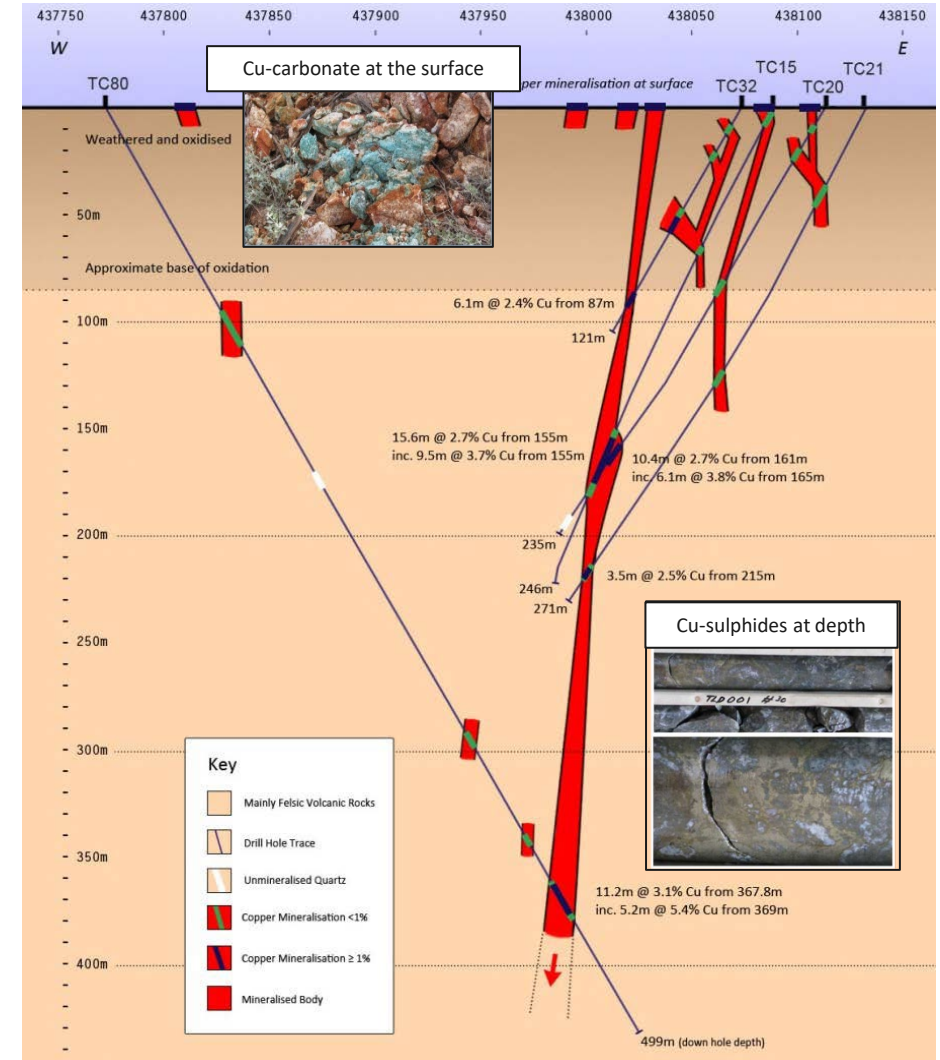 437750 437800 437850 437900 437950 438000 438050 438100 438150
W
E
TC80
Cu-carbonate at the surface
per mineralisation at surface
TC32
TC15
TC20
TC21
Weathered and oxidised
50m
Approximate base of oxidation
6.1m @ 2.4% Cu from 87m
100m
121m
150m
15.6m @ 2.7% Cu from 155m
inc. 9.5m @ 3.7% Cu from 155m
10.4m @ 2.7% Cu from 161m
inc. 6.1m @ 3.8% Cu from 165m
200m
235m
246m
271m
3.5m @ 2.5% Cu from 215m
250m
Cu-sulphides at depth
300m
350m
11.2m @ 3.1% Cu from 367.8m
inc. 5.2m @ 5.4% Cu from 369m
400m
499m (down hole depth)
Key
Mainly Felsic Volcanic Rocks
Drill Hole Trace
Unmineralised Quartz
Copper Mineralisation <1%
Copper Mineralisation ≥ 1%
Mineralised Body